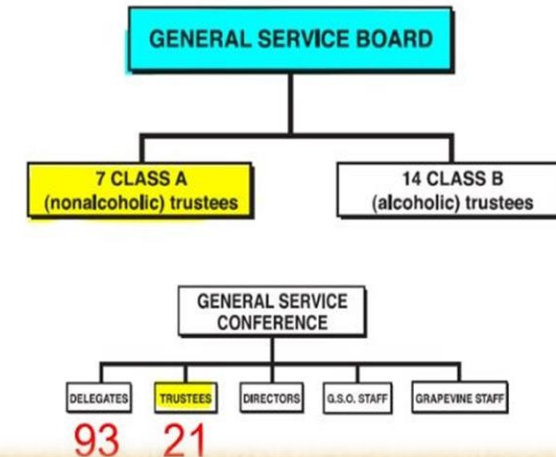 GENERAL SERVICE BOARD
7 CLASS A
(nonalcoholic) trustees
14 CLASS B
(alcoholic) trustees
GENERAL SERVICE
CONFERENCE
DELEGATES
TRUSTEES
DIRECTORS
G.S.O. STAFF
GRAPEVINE STAFF
93
21